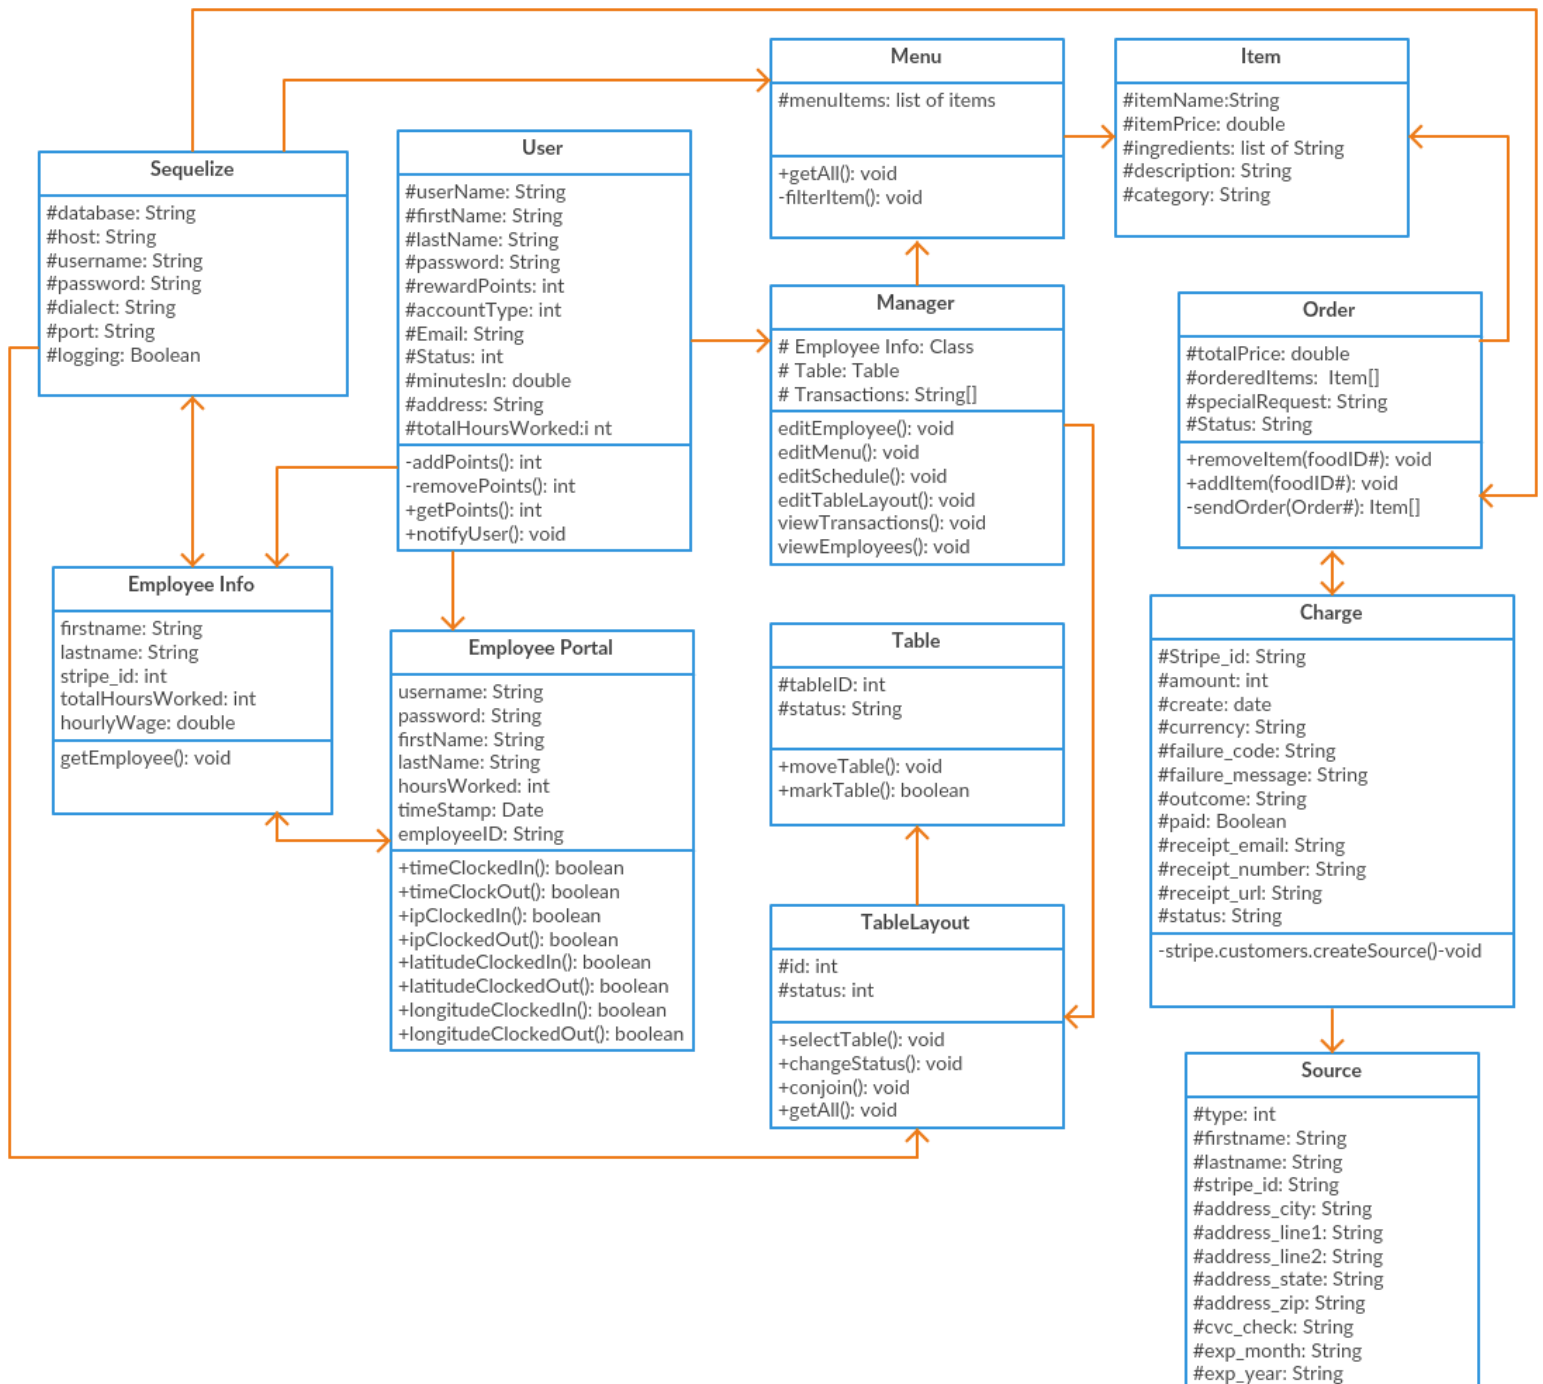 Menu
#menuItems: list of items
+getAll(): void
-filterItem(): void
Item
#itemName:String
#itemPrice: double
#ingredients: list of String
#description: String
#category: String
Sequelize
#database: String
#host: String
#username: String
#password: String
#dialect: String
#port: String
#logging: Boolean
User
#userName: String
#firstName: String
#lastName: String
#password: String
#rewardPoints: int
#accountType: int
#Email: String
#Status: int
#minutesIn: double
#address: String
#totalHoursWorked:i nt
-addPoints(): int
-removePoints(): int
+getPoints(): int
+notifyUser(): void
Manager
# Employee Info: Class
# Table: Table
# Transactions: String[]
editEmployee(): void
editMenu(): void
editSchedule(): void
editTableLayout(): void
viewTransactions(): void
viewEmployees(): void
Order
#totalPrice: double
#orderedItems:  Item[]
#specialRequest: String
#Status: String
+removeItem(foodID#): void
+addItem(foodID#): void
-sendOrder(Order#): Item[]
Employee Info
firstname: String
lastname: String
stripe_id: int
totalHoursWorked: int
hourlyWage: double
getEmployee(): void
Employee Portal
username: String
password: String
firstName: String
lastName: String
hoursWorked: int
timeStamp: Date
employeeID: String
+timeClockedIn(): boolean
+timeClockOut(): boolean
+ipClockedIn(): boolean
+ipClockedOut(): boolean
+latitudeClockedIn(): boolean
+latitudeClockedOut(): boolean
+longitudeClockedIn(): boolean
+longitudeClockedOut(): boolean
Table
#tableID: int
#status: String
+moveTable(): void
+markTable(): boolean
TableLayout
#id: int
#status: int
+selectTable(): void
+changeStatus(): void
+conjoin(): void
+getAll(): void
Charge
#Stripe_id: String
#amount: int
#create: date
#currency: String
#failure_code: String
#failure_message: String
#outcome: String
#paid: Boolean
#receipt_email: String
#receipt_number: String
#receipt_url: String
#status: String
-stripe.customers.createSource()-void
Source
#type: int
#firstname: String
#lastname: String
#stripe_id: String
#address_city: String
#address_line1: String
#address_line2: String
#address_state: String
#address_zip: String
#cvc_check: String
#exp_month: String
#exp_year: String